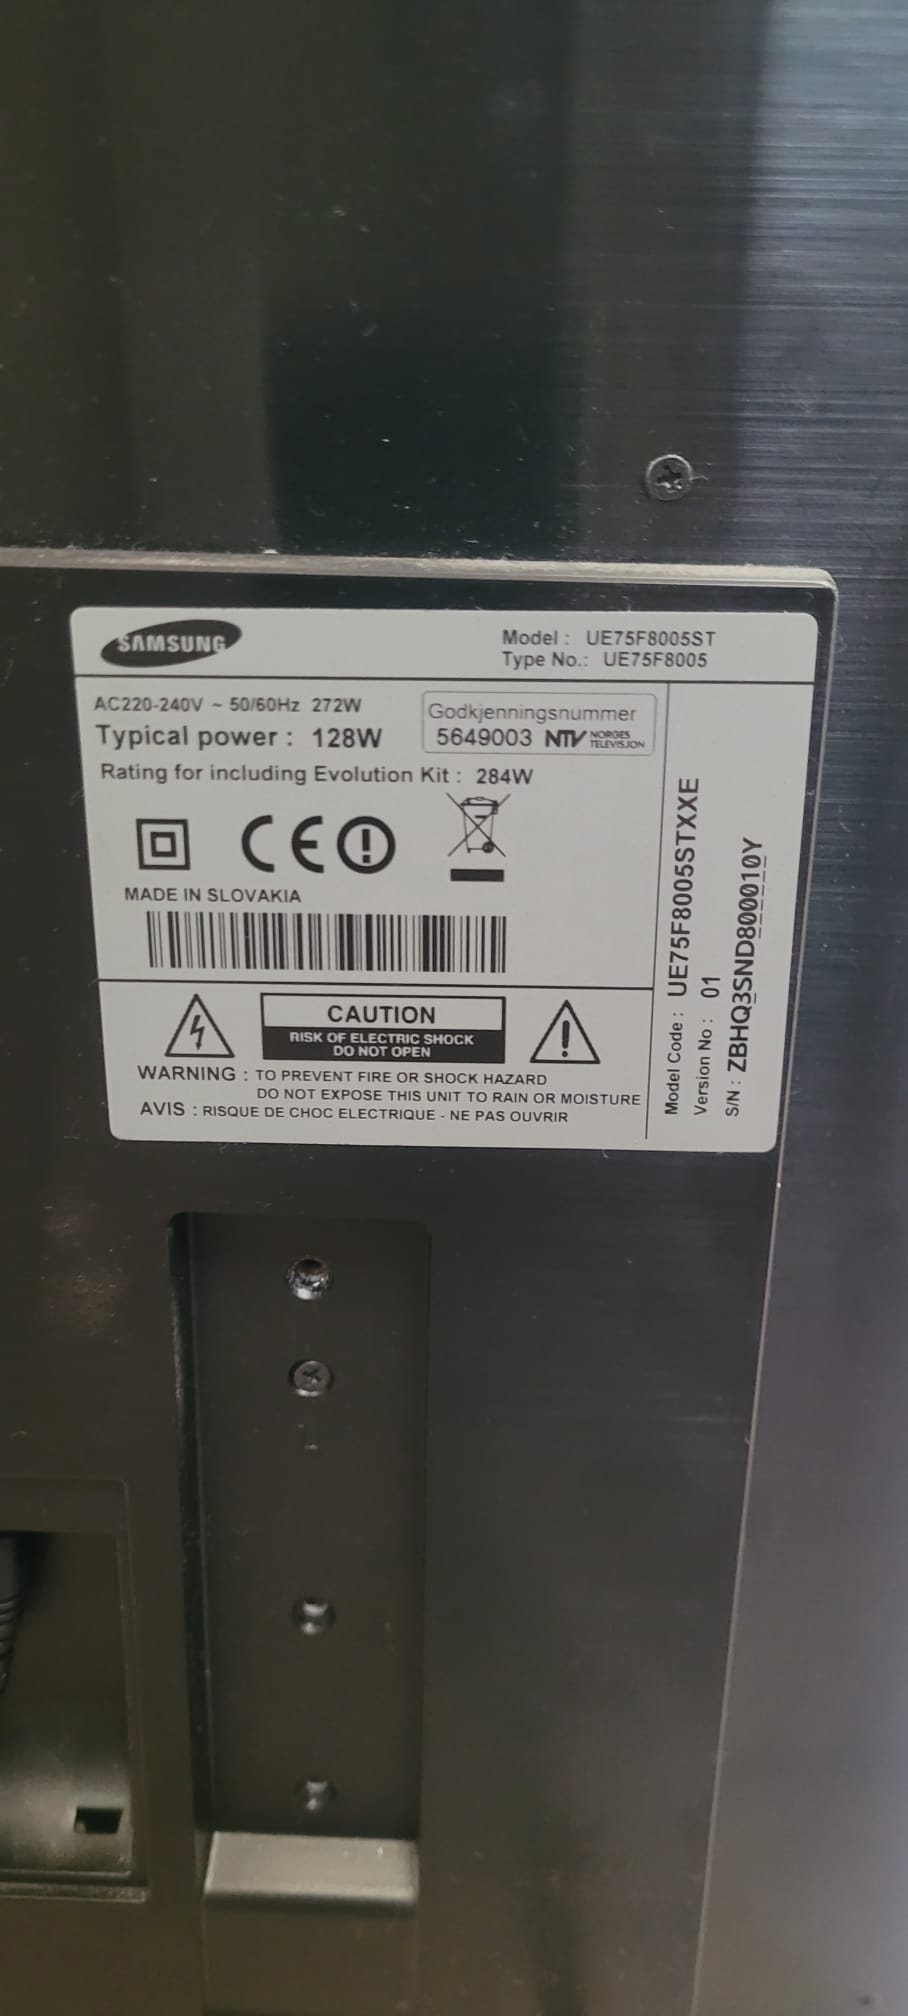 SAMSUNG
Model : UE75F8005ST
Type No.: UE75F8005
AC220-240V ~ 50/60Hz 272W
Typical power : 128W
Godkjenningsnummer
5649003 NTV NORGES TELEVISJON
Rating for including Evolution Kit : 284W
CE
MADE IN SLOVAKIA
CAUTION
RISK OF ELECTRIC SHOCK
DO NOT OPEN
WARNING : TO PREVENT FIRE OR SHOCK HAZARD
DO NOT EXPOSE THIS UNIT TO RAIN OR MOISTURE
AVIS : RISQUE DE CHOC ELECTRIQUE - NE PAS OUVRIR
Model Code : UE75F8005STXXE
Version No : 01
S/N : ZBHQ3SND800010Y